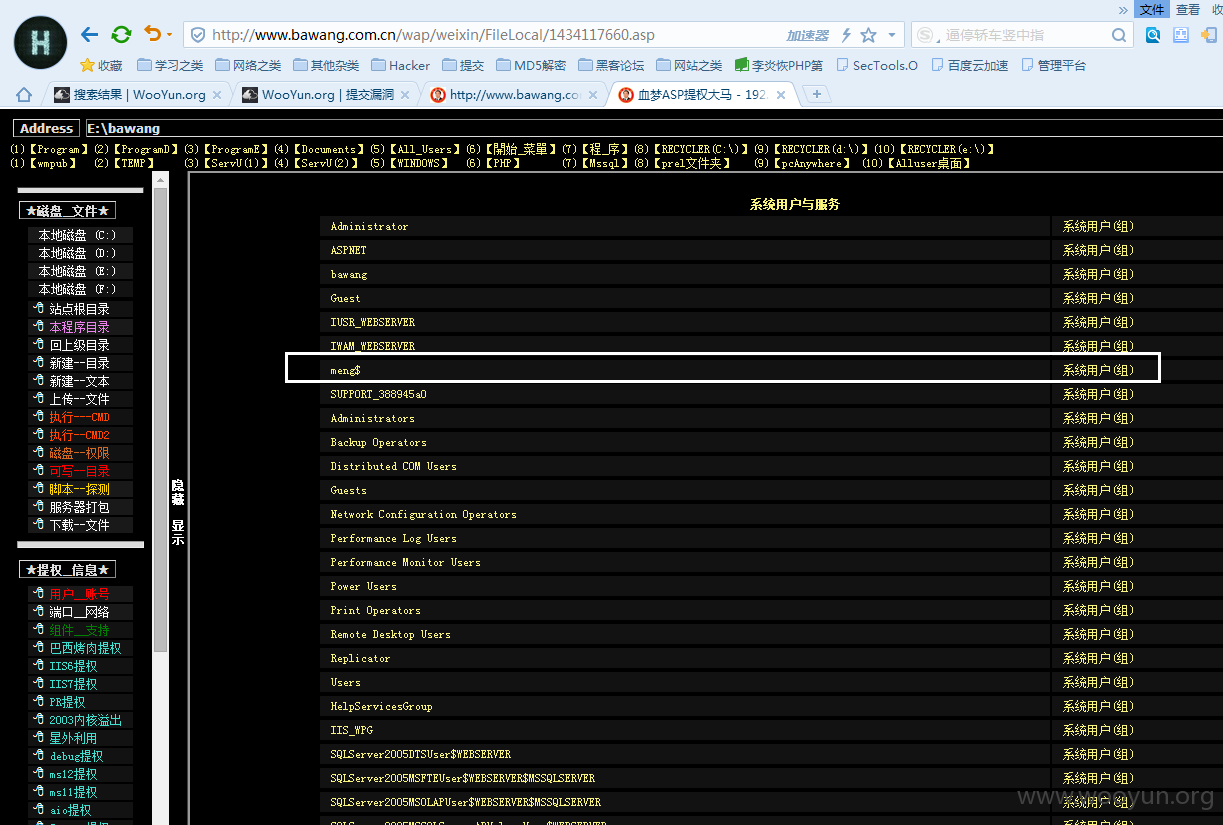 » 文件 查看 收
H http://www.bawang.com.cn/wap/weixin/FileLocal/1434117660.asp 加速器 逼停轿车竖中指
收藏 学习之类 网络之类 其他杂类 Hacker 提交 MD5解密 黑客论坛 网站之类 李炎恢PHP第 SecTools.O 百度云加速 管理平台
搜索结果 | WooYun.org × WooYun.org | 提交漏洞 × http://www.bawang.co × 血梦ASP提权大马 - 192. × +
Address E:\bawang
(1)【Program】(2)【ProgramD】(3)【ProgramE】(4)【Documents】(5)【All_Users】(6)【開始_菜單】(7)【程_序】(8)【RECYCLER(C:\)】(9)【RECYCLER(d:\)】(10)【RECYCLER(e:\)】
(1)【wmpub】 (2)【TEMP】 (3)【ServU(1)】(4)【ServU(2)】 (5)【WINDOWS】 (6)【PHP】 (7)【Mssql】(8)【prel文件夹】 (9)【pcAnywhere】 (10)【Alluser桌面】
★磁盘__文件★
本地磁盘 (C:)
本地磁盘 (D:)
本地磁盘 (E:)
本地磁盘 (F:)
站点根目录
本程序目录
回上级目录
新建--目录
新建--文本
上传--文件
执行---CMD
执行--CMD2
磁盘--权限
可写--目录
脚本--探测
服务器打包
下载--文件
★提权__信息★
用户__账号
端口__网络
组件__支持
巴西烤肉提权
IIS6提权
IIS7提权
PR提权
2003内核溢出
星外利用
debug提权
ms12提权
ms11提权
aio提权
隐藏 显示
系统用户与服务
Administrator 系统用户(组)
ASPNET 系统用户(组)
bawang 系统用户(组)
Guest 系统用户(组)
IUSR_WEBSERVER 系统用户(组)
IWAM_WEBSERVER 系统用户(组)
meng$ 系统用户(组)
SUPPORT_388945a0 系统用户(组)
Administrators 系统用户(组)
Backup Operators 系统用户(组)
Distributed COM Users 系统用户(组)
Guests 系统用户(组)
Network Configuration Operators 系统用户(组)
Performance Log Users 系统用户(组)
Performance Monitor Users 系统用户(组)
Power Users 系统用户(组)
Print Operators 系统用户(组)
Remote Desktop Users 系统用户(组)
Replicator 系统用户(组)
Users 系统用户(组)
HelpServicesGroup 系统用户(组)
IIS_WPG 系统用户(组)
SQLServer2005DTSUser$WEBSERVER 系统用户(组)
SQLServer2005MSFTEUser$WEBSERVER$MSSQLSERVER 系统用户(组)
SQLServer2005MSOLAPUser$WEBSERVER$MSSQLSERVER 系统用户(组)
www.wooyun.org